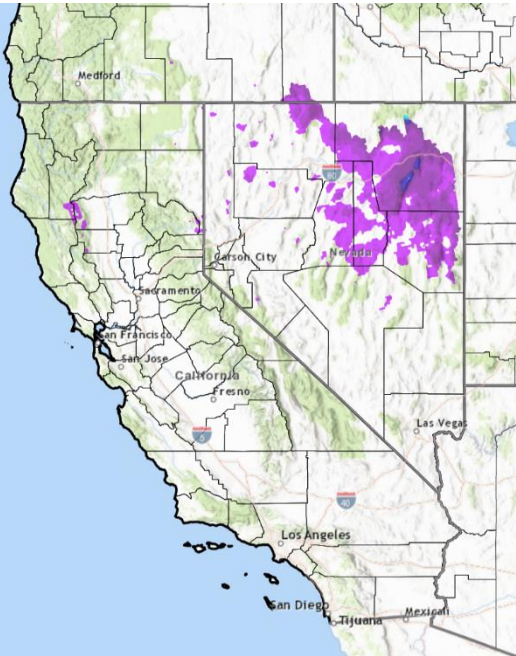 Medford
80
Carson City
Nevada
Sacramento
San Francisco
San Jose
California
Fresno
5
Las Vegas
40
Los Angeles
San Diego
Tijuana
Mexicali